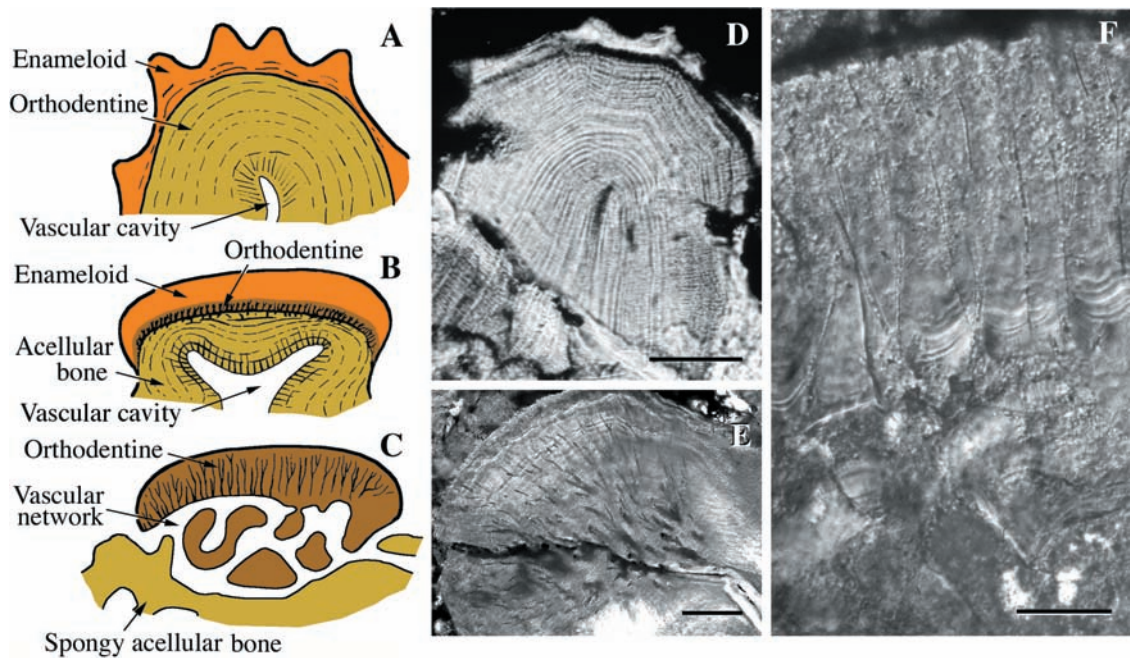 A
Enameloid
Orthodentine
Vascular cavity
Orthodentine
B
Enameloid
Acellular
bone
Vascular cavity
C
Orthodentine
Vascular
network
Spongy acellular bone
D
E
F